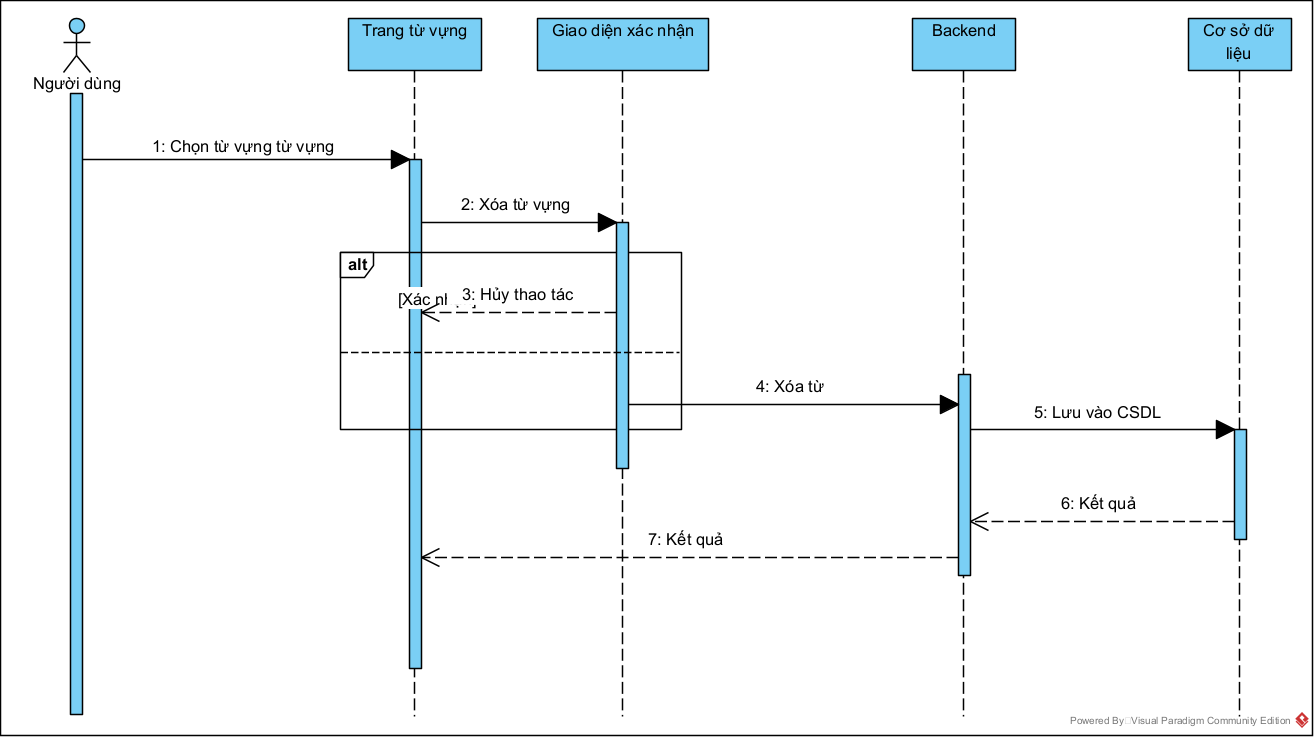 Người dùng
Trang từ vựng
Giao diện xác nhận
Backend
Cơ sở dữ
liệu
1: Chọn từ vựng từ vựng
2: Xóa từ vựng
alt
[Xác
3: Hủy thao tác
4: Xóa từ
5: Lưu vào CSDL
6: Kết quả
7: Kết quả
Powered By Visual Paradigm Community Edition